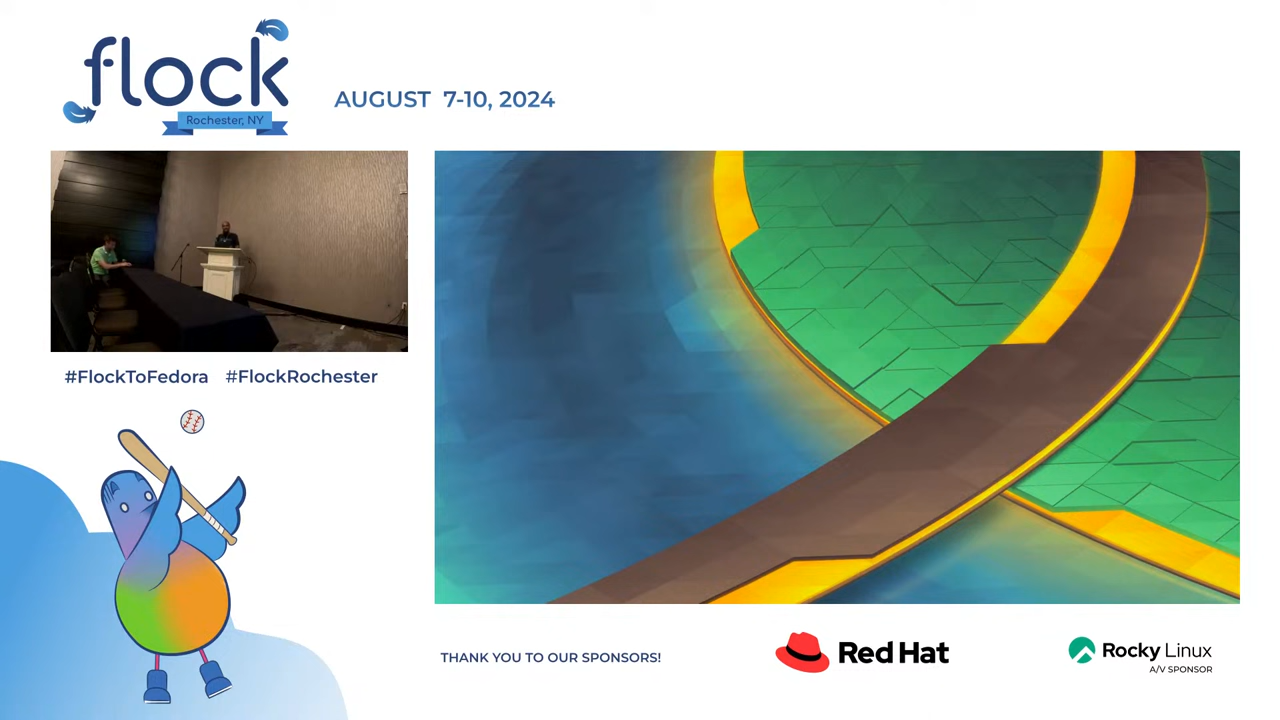 flock
Rochester, NY
AUGUST 7-10, 2024
#FlockToFedora #FlockRochester
THANK YOU TO OUR SPONSORS!
Red Hat
Rocky Linux
A/V SPONSOR